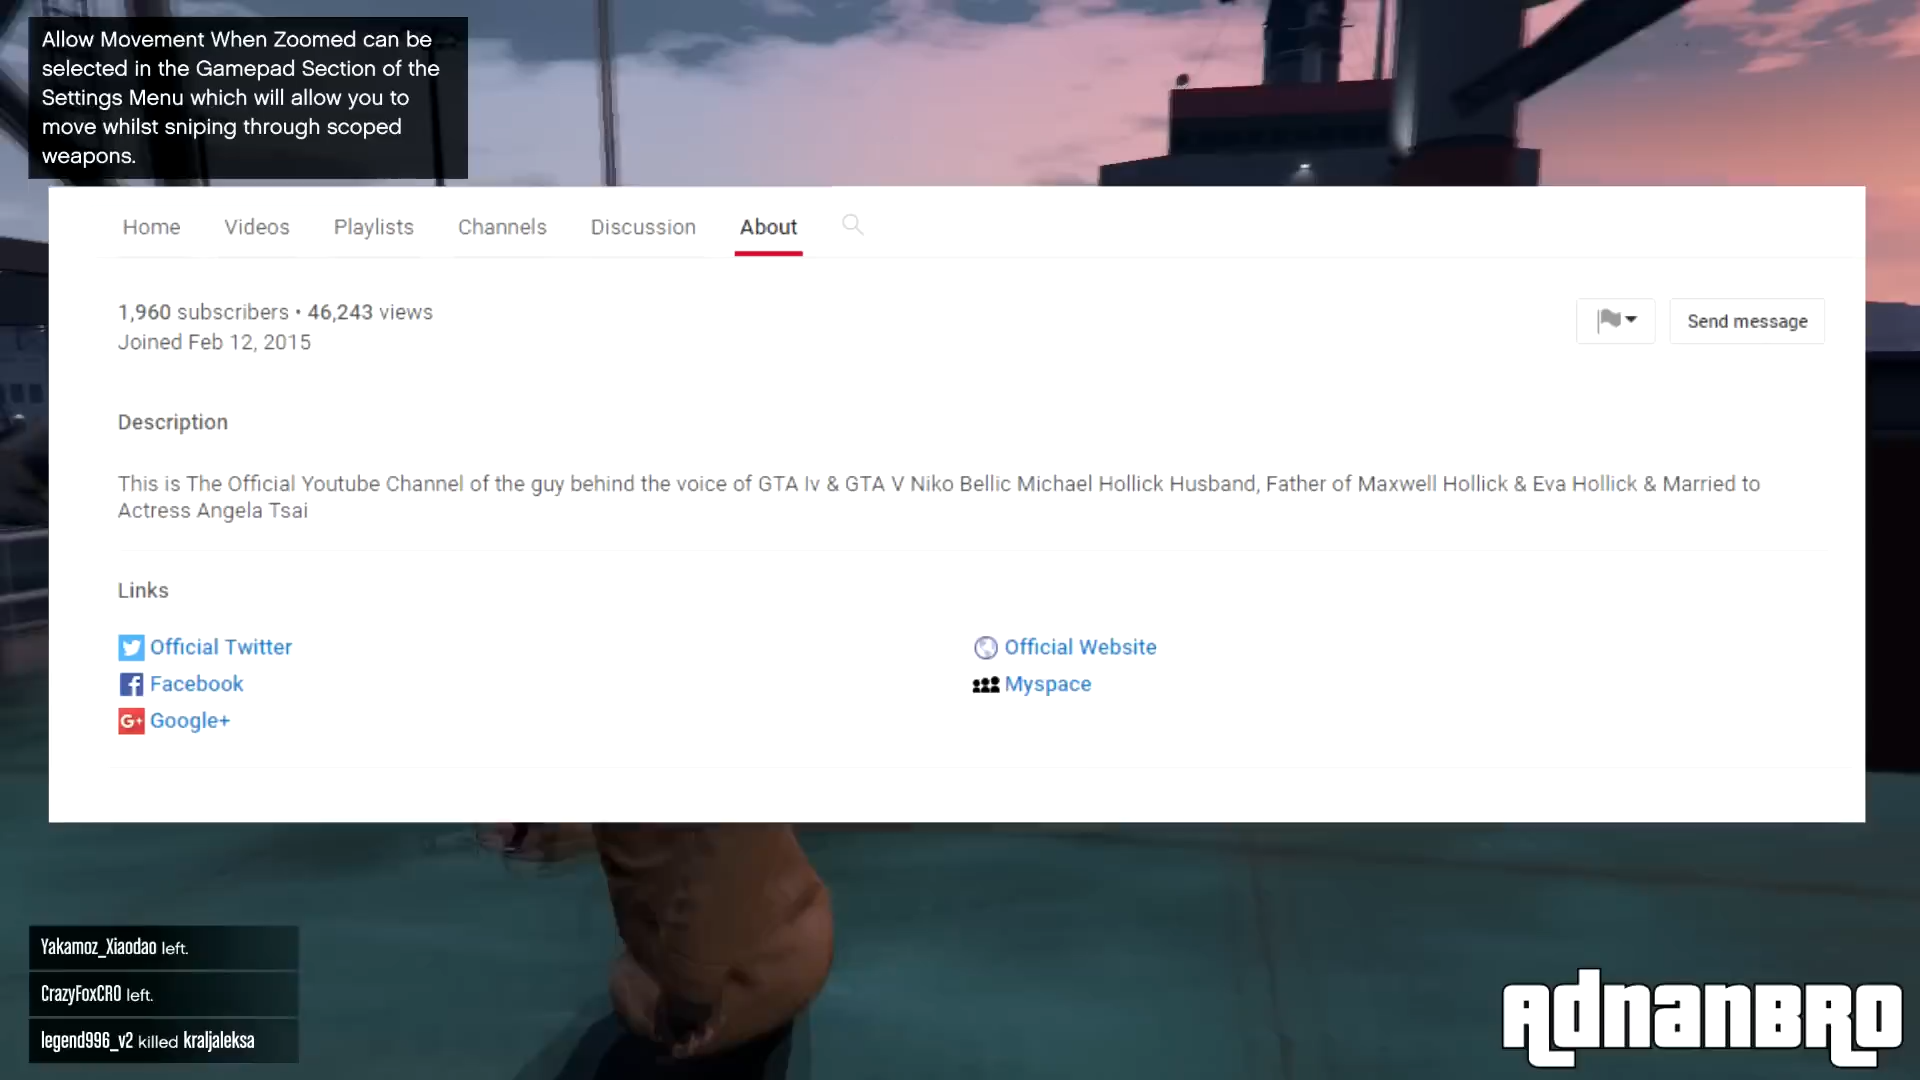 Allow Movement When Zoomed can be
selected in the Gamepad Section of the
Settings Menu which will allow you to
move whilst sniping through scoped
weapons.
Home Videos Playlists Channels Discussion About
1,960 subscribers • 46,243 views
Joined Feb 12, 2015
Send message
Description
This is The Official Youtube Channel of the guy behind the voice of GTA Iv & GTA V Niko Bellic Michael Hollick Husband, Father of Maxwell Hollick & Eva Hollick & Married to
Actress Angela Tsai
Links
Official Twitter
Official Website
Facebook
Myspace
Google+
Yakamoz_Xiaodao left.
CrazyFoxCRO left.
legend996_v2 killed kraljaleksa
AdnanBRO